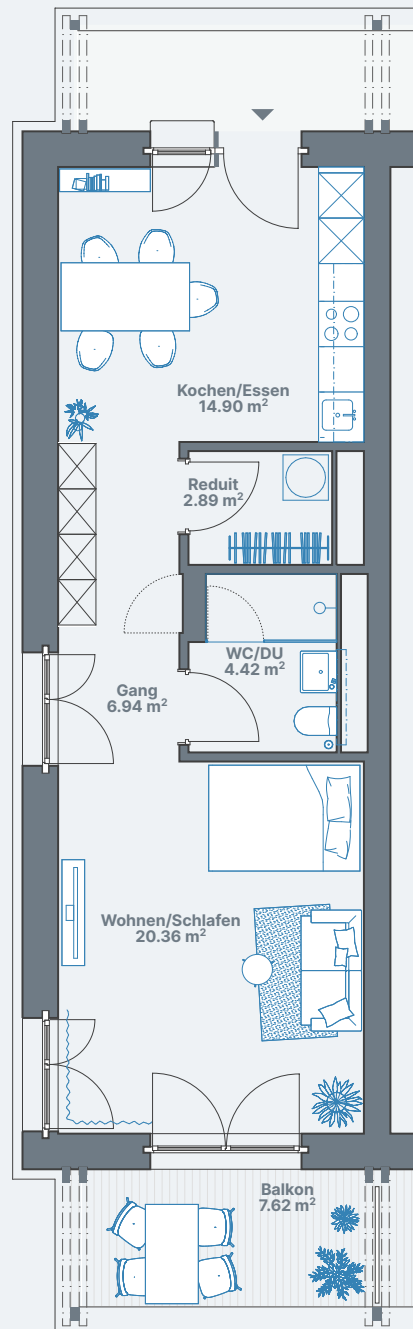 Kochen/Essen
14.90 m²
Reduit
2.89 m²
WC/DU
4.42 m²
Gang
6.94 m²
Wohnen/Schlafen
20.36 m²
Balkon
7.62 m²